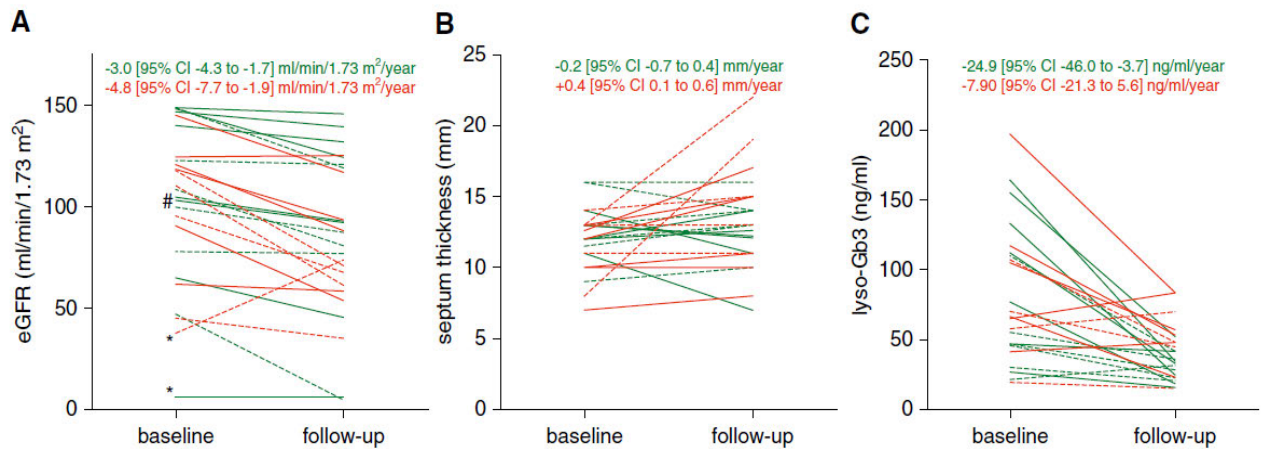 A
-3.0 [95% CI -4.3 to -1.7] ml/min/1.73 m²/year
-4.8 [95% CI -7.7 to -1.9] ml/min/1.73 m²/year
eGFR (ml/min/1.73 m²)
150
100
50
0
#
*
*
baseline
follow-up
B
-0.2 [95% CI -0.7 to 0.4] mm/year
+0.4 [95% CI 0.1 to 0.6] mm/year
septum thickness (mm)
25
20
15
10
5
0
baseline
follow-up
C
-24.9 [95% CI -46.0 to -3.7] ng/ml/year
-7.90 [95% CI -21.3 to 5.6] ng/ml/year
lyso-Gb3 (ng/ml)
250
200
150
100
50
0
baseline
follow-up